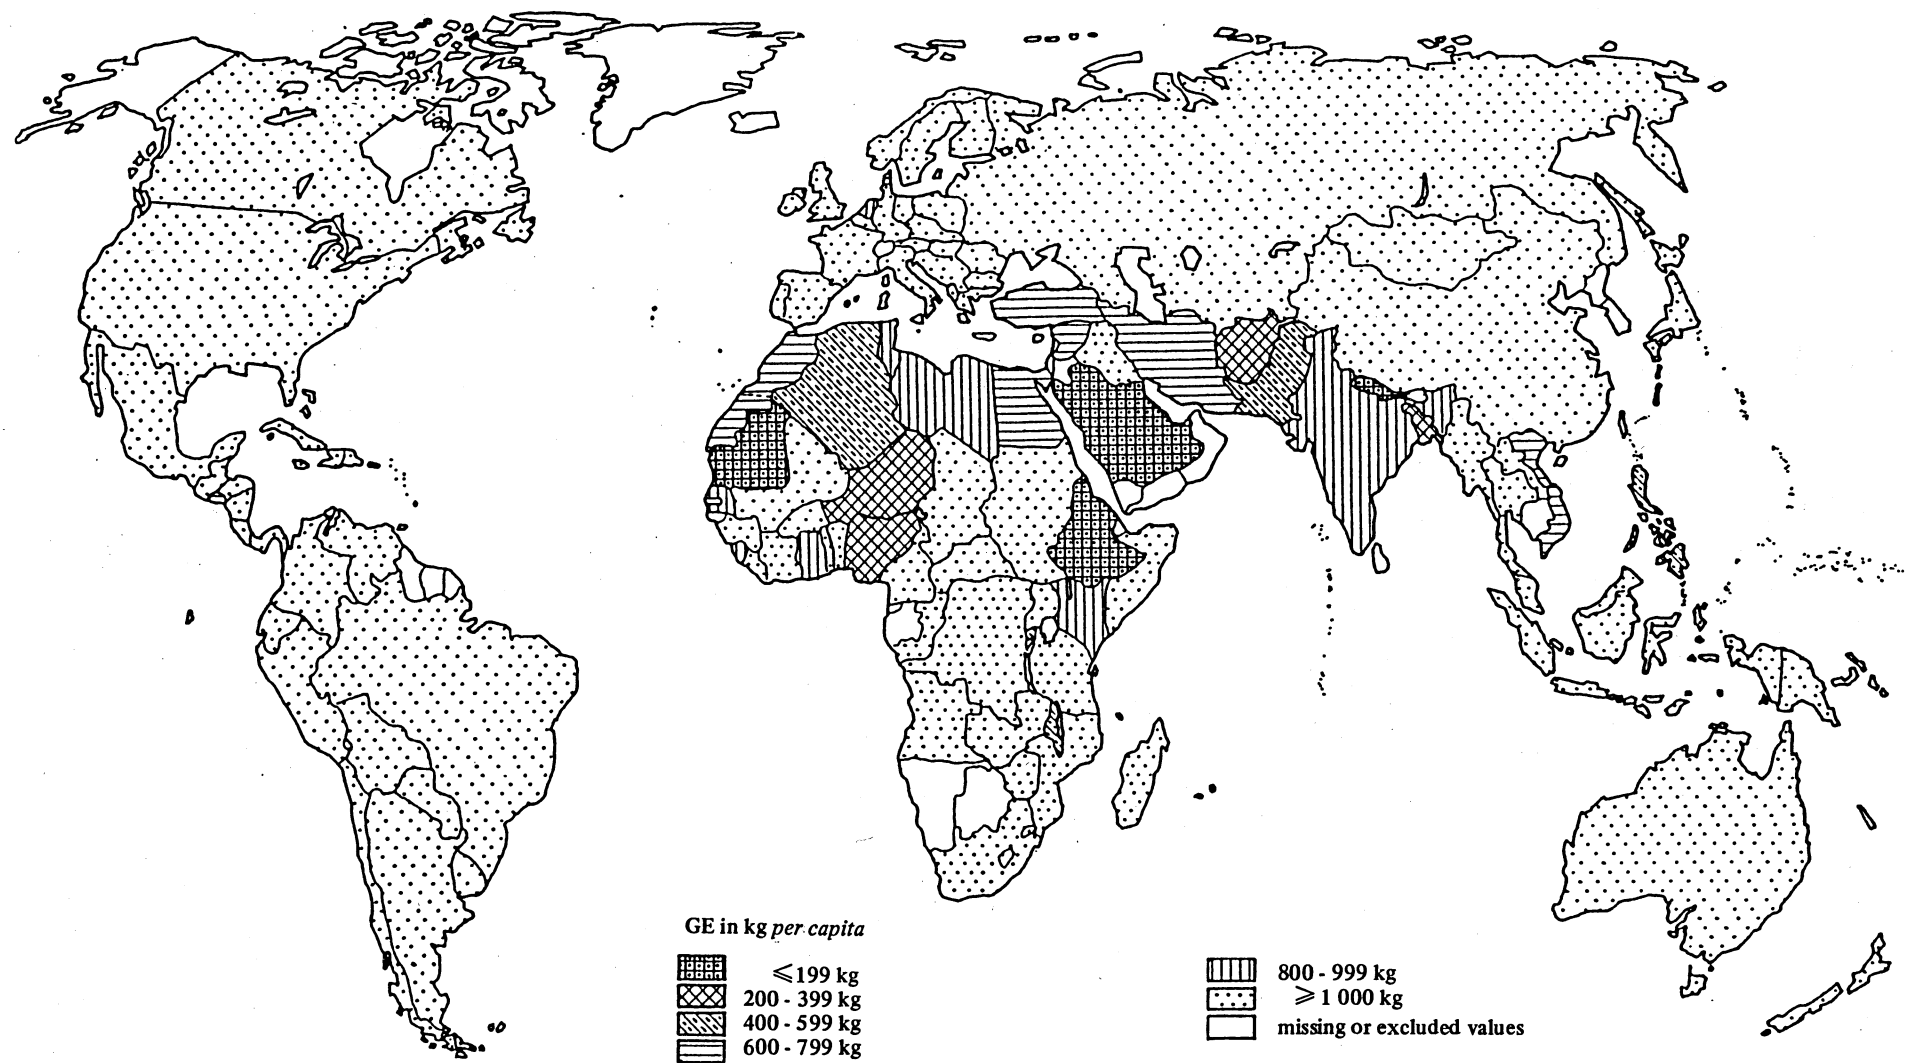 GE in kg per capita
⩽199 kg
200 - 399 kg
400 - 599 kg
600 - 799 kg
800 - 999 kg
⩾1 000 kg
missing or excluded values